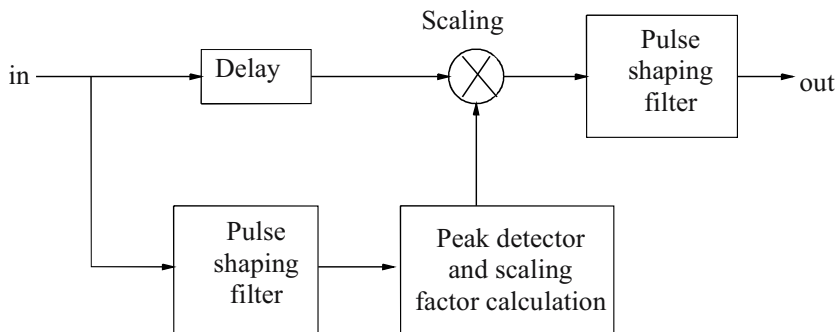 Scaling
in
Delay
Pulse
shaping
filter
out
Pulse
shaping
filter
Peak detector
and scaling
factor calculation